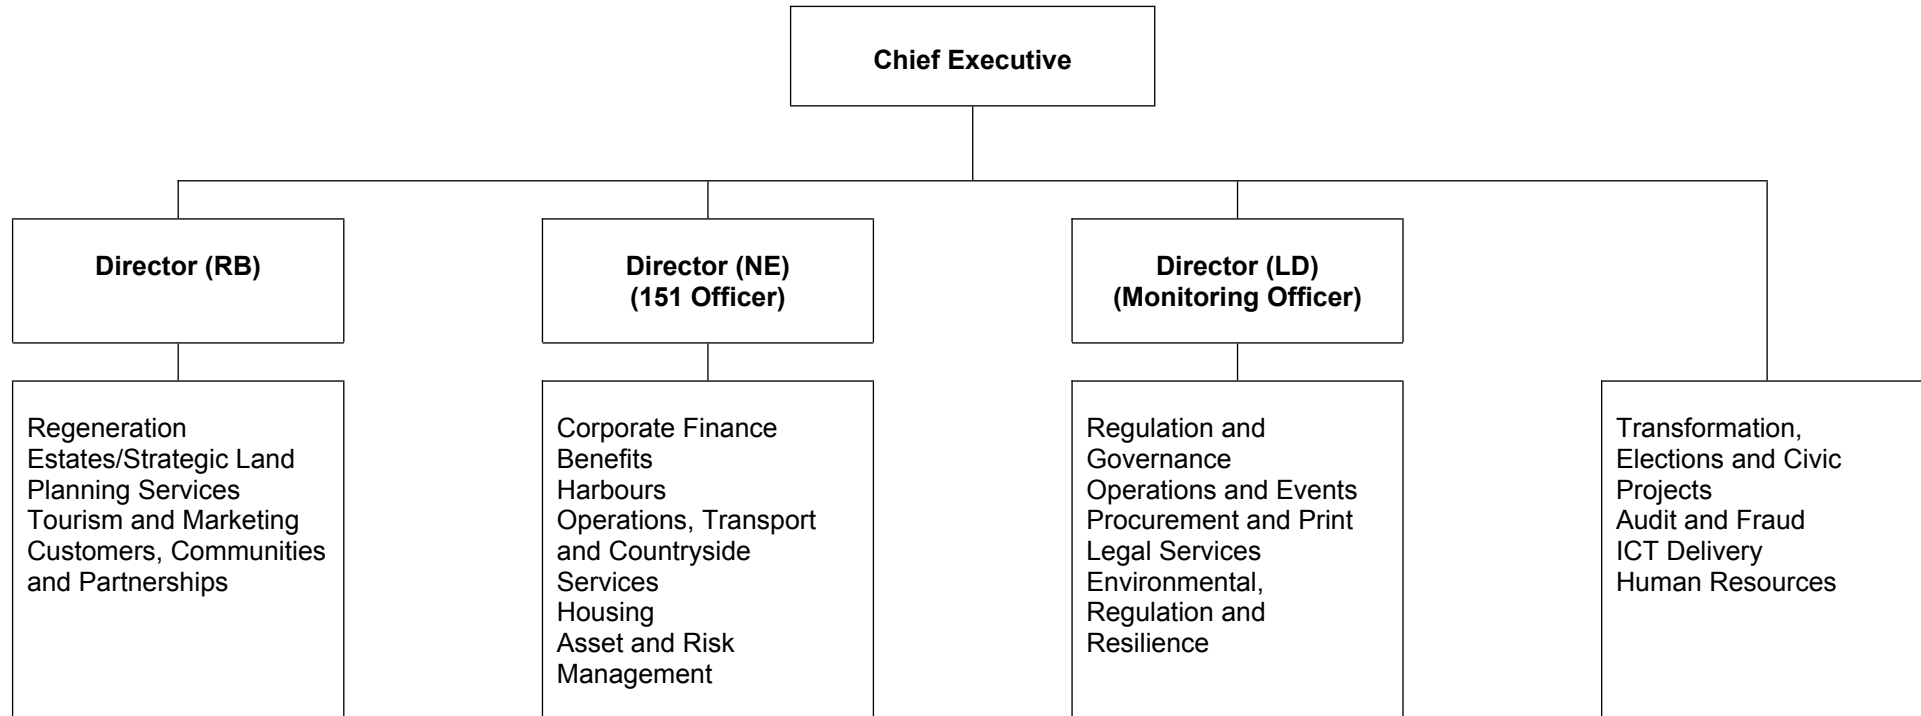 Chief Executive
Director (RB)
Director (NE)
(151 Officer)
Director (LD)
(Monitoring Officer)
Regeneration
Estates/Strategic Land
Planning Services
Tourism and Marketing
Customers, Communities
and Partnerships
Corporate Finance
Benefits
Harbours
Operations, Transport
and Countryside
Services
Housing
Asset and Risk
Management
Regulation and
Governance
Operations and Events
Procurement and Print
Legal Services
Environmental,
Regulation and
Resilience
Transformation,
Elections and Civic
Projects
Audit and Fraud
ICT Delivery
Human Resources